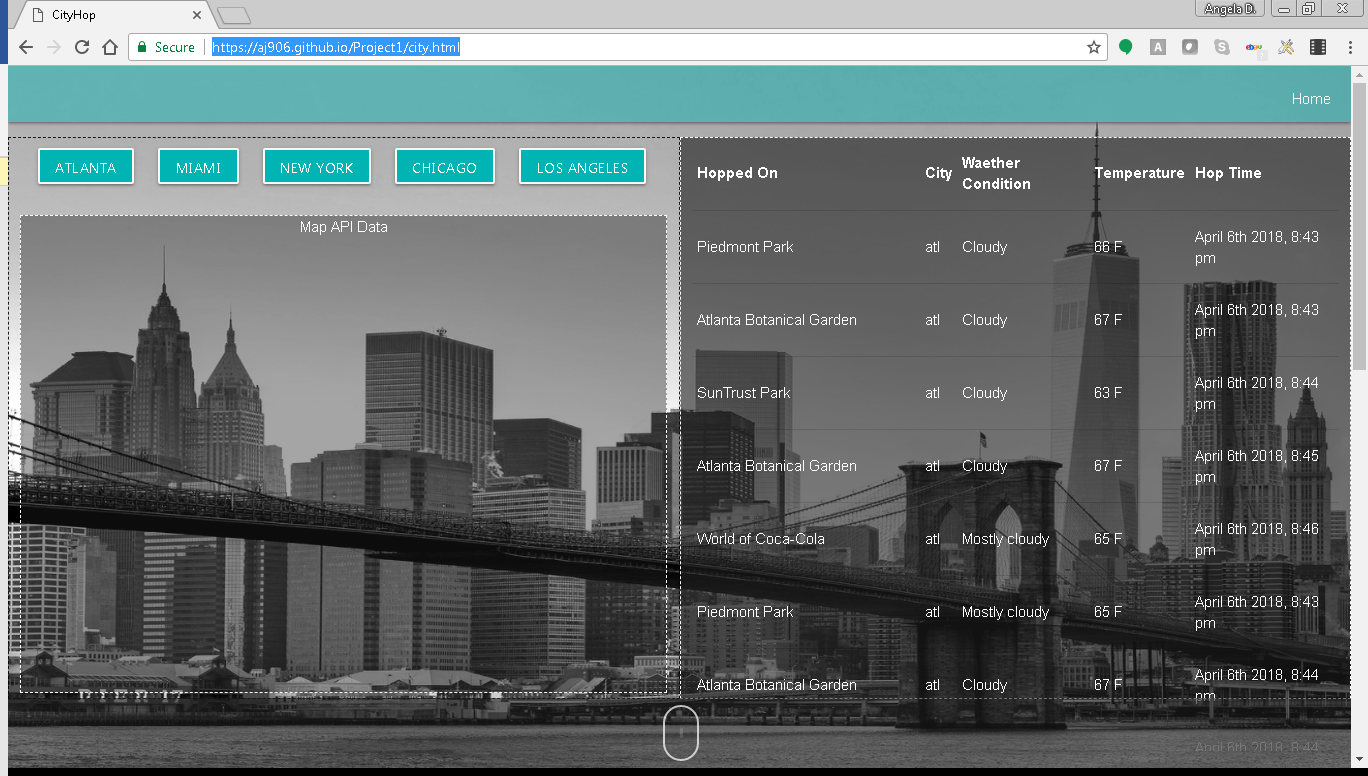 CityHop
Angela D.
Secure
https://aj906.github.io/Project1/city.html
Home
ATLANTA
MIAMI
NEW YORK
CHICAGO
LOS ANGELES
Map API Data
Hopped On City Waether Condition Temperature Hop Time
Piedmont Park atl Cloudy 66 F April 6th 2018, 8:43 pm
Atlanta Botanical Garden atl Cloudy 67 F April 6th 2018, 8:43 pm
SunTrust Park atl Cloudy 63 F April 6th 2018, 8:44 pm
Atlanta Botanical Garden atl Cloudy 67 F April 6th 2018, 8:45 pm
World of Coca-Cola atl Mostly cloudy 65 F April 6th 2018, 8:46 pm
Piedmont Park atl Mostly cloudy 65 F April 6th 2018, 8:43 pm
Atlanta Botanical Garden atl Cloudy 67 F April 6th 2018, 8:44 pm
April 6th 2018, 8:44
PIER 17